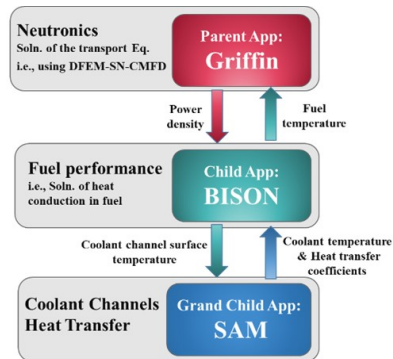 Neutronics
Soln. of the transport Eq.
i.e., using DFEM-SN-CMFD
Parent App:
Griffin
Power
density
Fuel
temperature
Fuel performance
i.e., Soln. of heat
conduction in fuel
Child App:
BISON
Coolant channel surface
temperature
Coolant temperature
& Heat transfer
coefficients
Coolant Channels
Heat Transfer
Grand Child App:
SAM